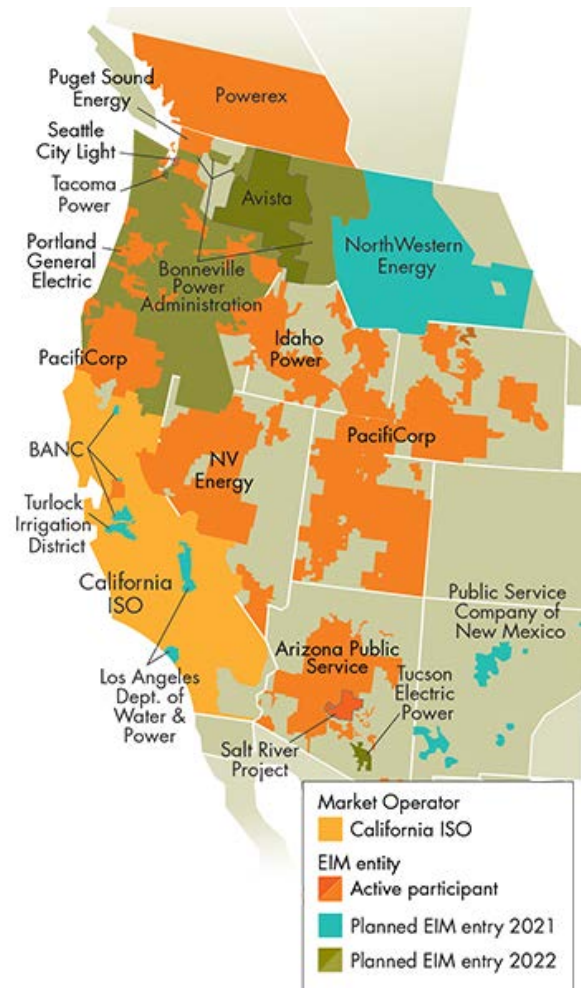 Powerex
Puget Sound
Energy
Seattle
City Light
Tacoma
Power
Avista
NorthWestern
Energy
Portland
General
Electric
Bonneville
Power
Administration
Idaho
Power
PacifiCorp
PacifiCorp
BANC
NV
Energy
Turlock
Irrigation
District
California
ISO
Public Service
Company of
New Mexico
Arizona Public
Service
Tucson
Electric
Power
Los Angeles
Dept. of
Water &
Power
Salt River
Project
Market Operator
California ISO
EIM entity
Active participant
Planned EIM entry 2021
Planned EIM entry 2022